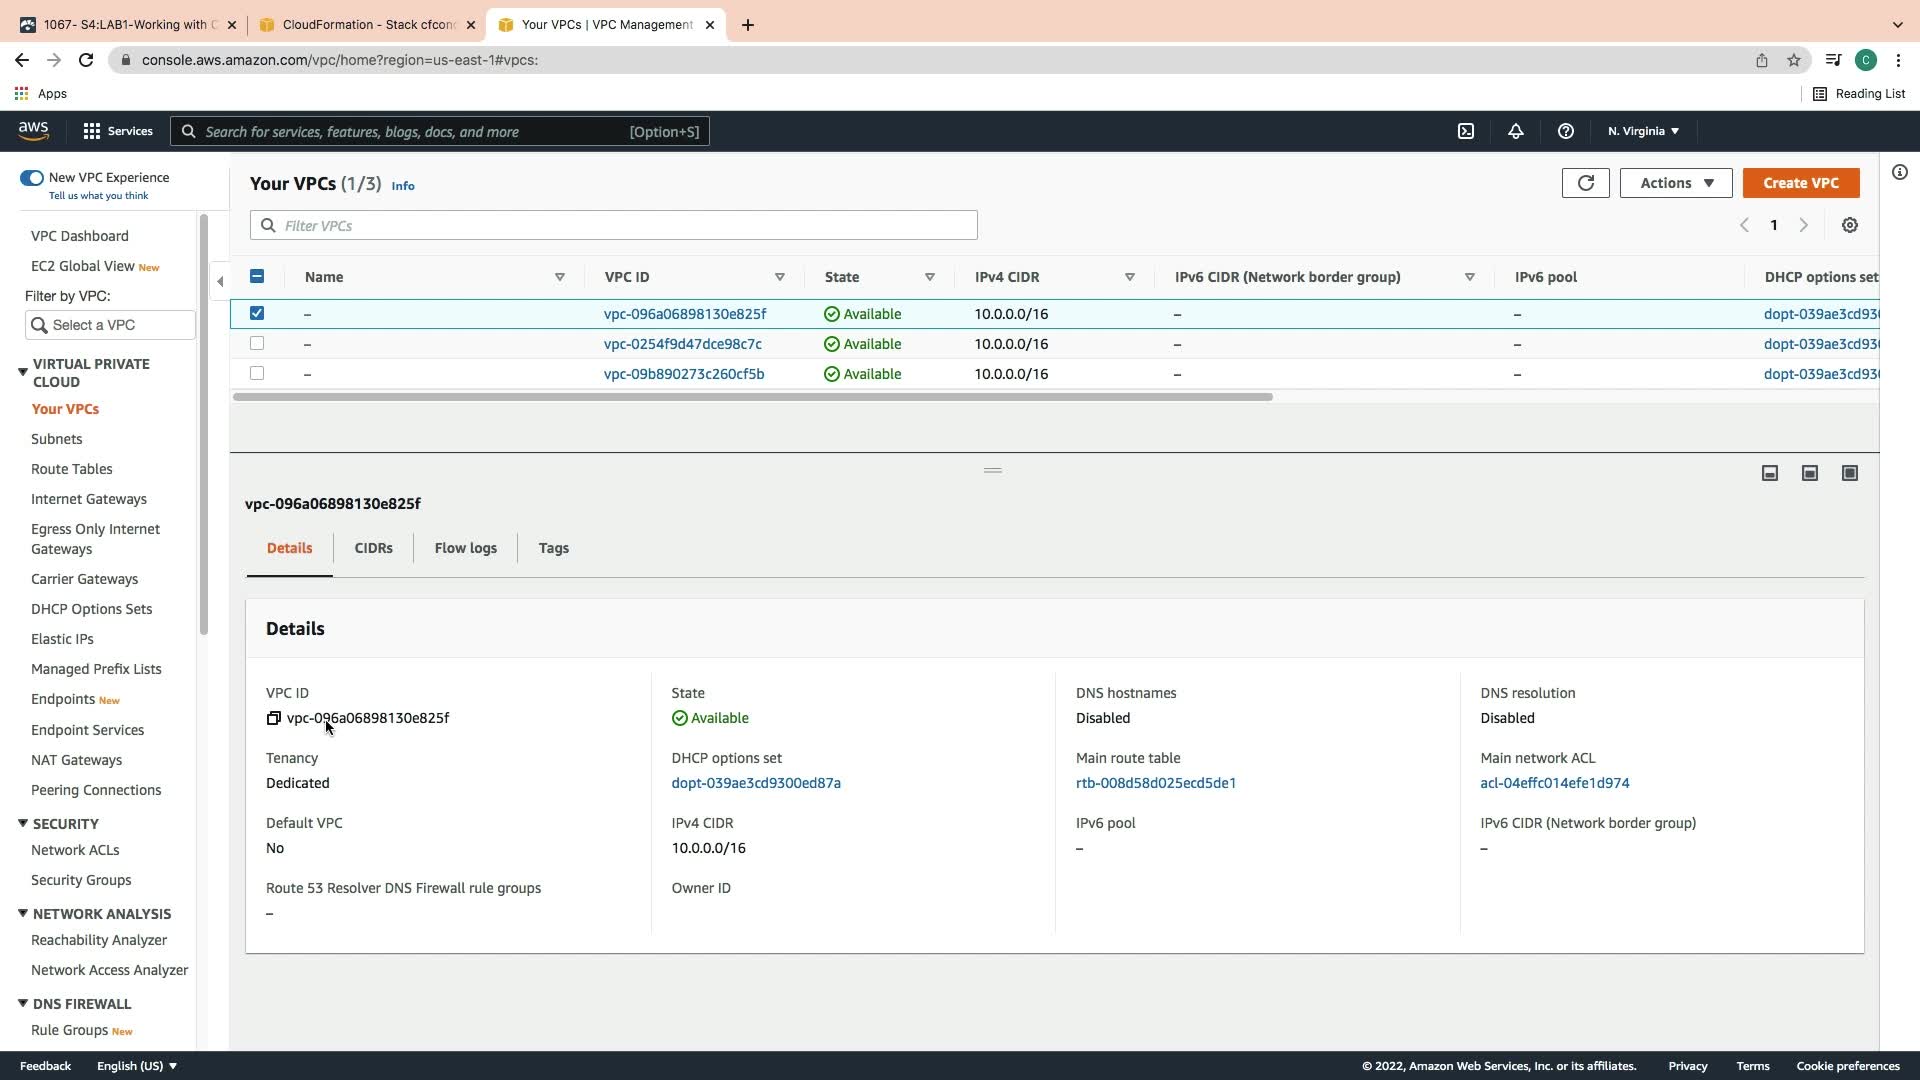 1067- S4:LAB1-Working with C
CloudFormation - Stack cfcon
Your VPCs | VPC Management
console.aws.amazon.com/vpc/home?region=us-east-1#vpcs:
C
Apps
Reading List
aws
Services
Search for services, features, blogs, docs, and more
[Option+S]
N. Virginia
New VPC Experience
Tell us what you think
VPC Dashboard
EC2 Global View New
Filter by VPC:
Select a VPC
VIRTUAL PRIVATE
CLOUD
Your VPCs
Subnets
Route Tables
Internet Gateways
Egress Only Internet
Gateways
Carrier Gateways
DHCP Options Sets
Elastic IPs
Managed Prefix Lists
Endpoints New
Endpoint Services
NAT Gateways
Peering Connections
SECURITY
Network ACLs
Security Groups
NETWORK ANALYSIS
Reachability Analyzer
Network Access Analyzer
DNS FIREWALL
Rule Groups New
Your VPCs (1/3) Info
Actions
Create VPC
Filter VPCs
1
Name VPC ID State IPv4 CIDR IPv6 CIDR (Network border group) IPv6 pool DHCP options set
– vpc-096a06898130e825f Available 10.0.0.0/16 – – dopt-039ae3cd930
– vpc-0254f9d47dce98c7c Available 10.0.0.0/16 – – dopt-039ae3cd930
– vpc-09b890273c260cf5b Available 10.0.0.0/16 – – dopt-039ae3cd930
vpc-096a06898130e825f
Details CIDRs Flow logs Tags
Details
VPC ID
vpc-096a06898130e825f
State
Available
DNS hostnames
Disabled
DNS resolution
Disabled
Tenancy
Dedicated
DHCP options set
dopt-039ae3cd9300ed87a
Main route table
rtb-008d58d025ecd5de1
Main network ACL
acl-04effc014efe1d974
Default VPC
No
IPv4 CIDR
10.0.0.0/16
IPv6 pool
–
IPv6 CIDR (Network border group)
–
Route 53 Resolver DNS Firewall rule groups
–
Owner ID
Feedback
English (US)
© 2022, Amazon Web Services, Inc. or its affiliates.
Privacy
Terms
Cookie preferences